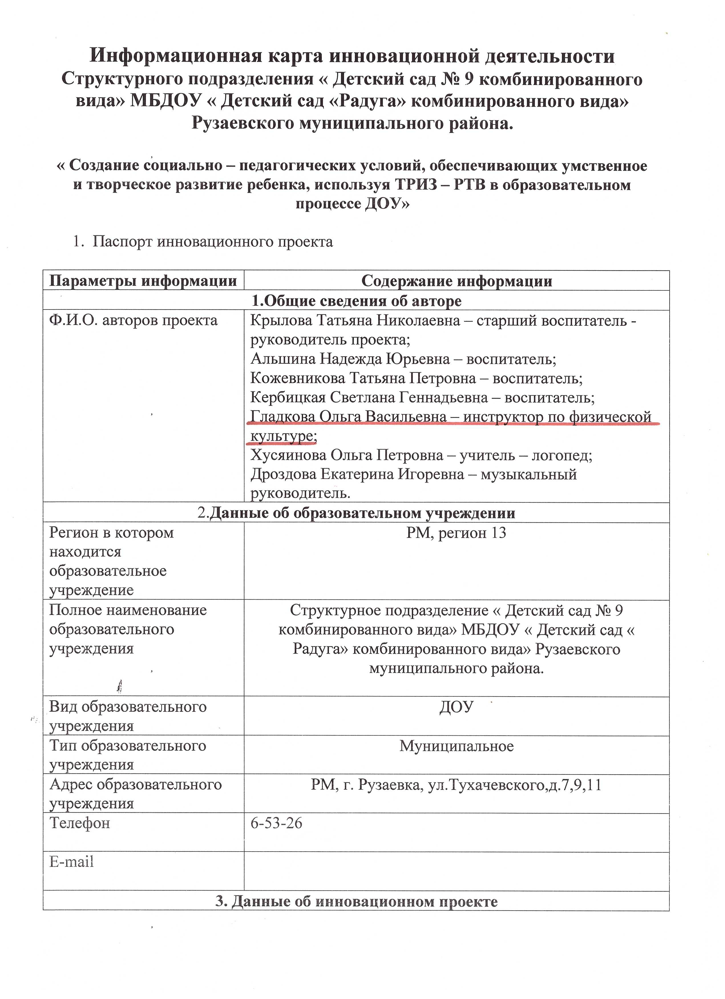 Информационная карта инновационной деятельности
Структурного подразделения « Детский сад № 9 комбинированного
вида» МБДОУ « Детский сад «Радуга» комбинированного вида»
Рузаевского муниципального района.
« Создание социально – педагогических условий, обеспечивающих умственное
и творческое развитие ребенка, используя ТРИЗ – РТВ в образовательном
процессе ДОУ»
1. Паспорт инновационного проекта
Параметры информации Содержание информации
1.Общие сведения об авторе
Ф.И.О. авторов проекта
Крылова Татьяна Николаевна – старший воспитатель -
руководитель проекта;
Альшина Надежда Юрьевна – воспитатель;
Кожевникова Татьяна Петровна – воспитатель;
Кербицкая Светлана Геннадьевна – воспитатель;
Гладкова Ольга Васильевна – инструктор по физической
культуре;
Хусяинова Ольга Петровна – учитель – логопед;
Дроздова Екатерина Игоревна – музыкальный
руководитель.
2.Данные об образовательном учреждении
Регион в котором
находится
образовательное
учреждение
РМ, регион 13
Полное наименование
образовательного
учреждения
Структурное подразделение « Детский сад № 9
комбинированного вида» МБДОУ « Детский сад «
Радуга» комбинированного вида» Рузаевского
муниципального района.
Вид образовательного
учреждения
ДОУ
Тип образовательного
учреждения
Муниципальное
Адрес образовательного
учреждения
РМ, г. Рузаевка, ул.Тухачевского,д.7,9,11
Телефон
6-53-26
E-mail
3. Данные об инновационном проекте